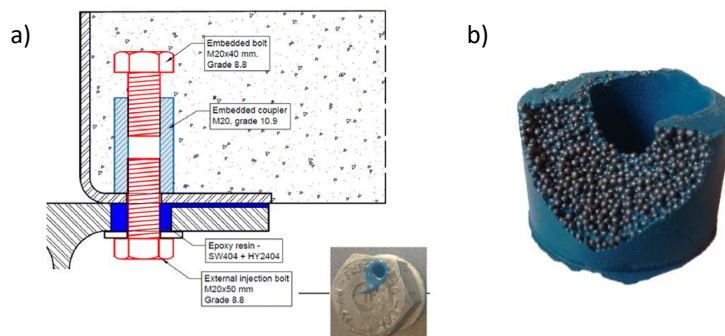 a)
Embedded bolt
M20x40 mm.
Grade 8.8
Embedded coupler
M20, grade 10.9
Epoxy resin -
SW404 + HY2404
External injection bolt
M20x50 mm
Grade 8.8
b)